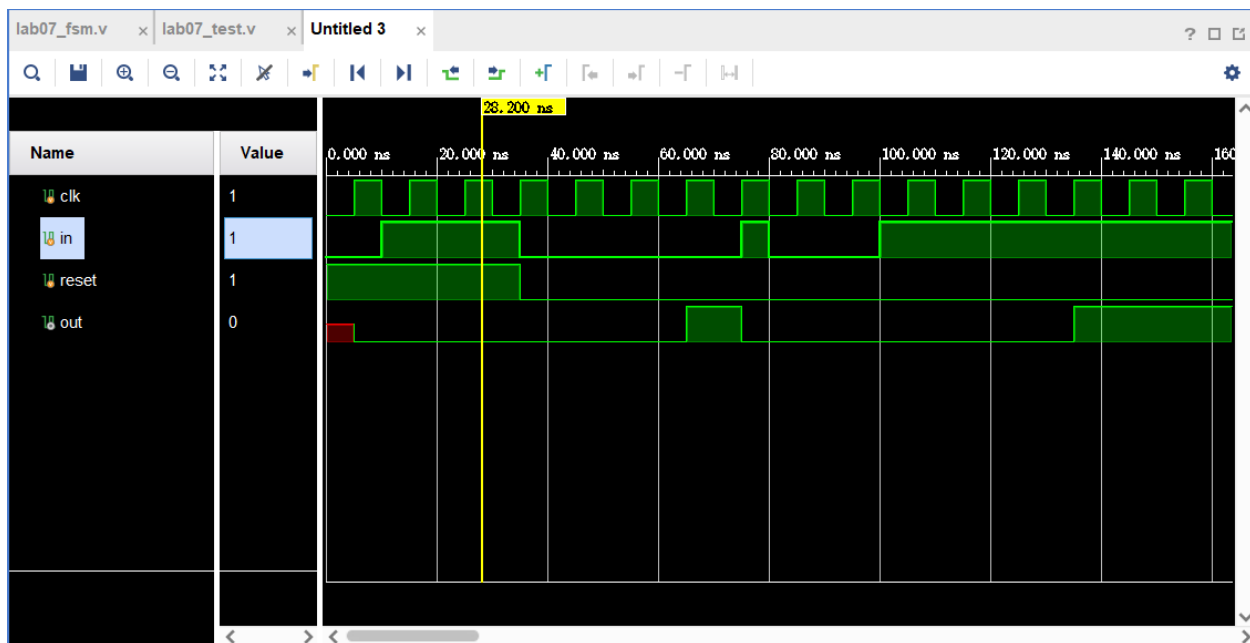 lab07_fsm.v × lab07_test.v × Untitled 3 ×
?
28.200 ns
Name Value 0.000 ns 20.000 ns 40.000 ns 60.000 ns 80.000 ns 100.000 ns 120.000 ns 140.000 ns 160
clk 1
in 1
reset 1
out 0